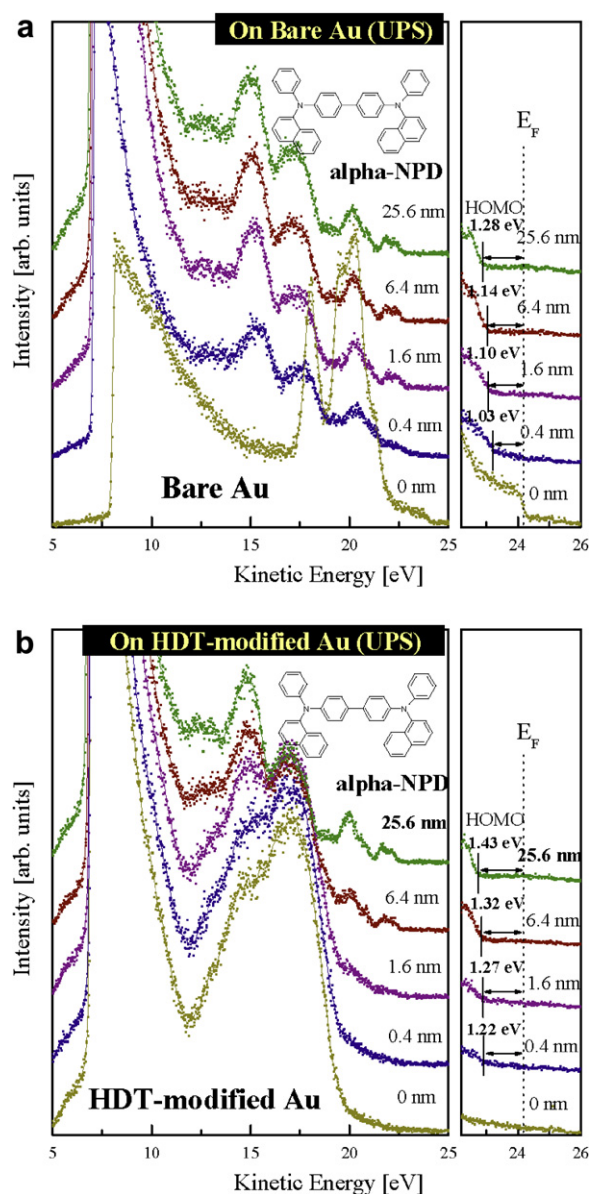 a
On Bare Au (UPS)
N
N
alpha-NPD
25.6 nm
6.4 nm
1.6 nm
0.4 nm
0 nm
Bare Au
Intensity [arb. units]
5 10 15 20 25
Kinetic Energy [eV]
E_F
HOMO
1.28 eV
25.6 nm
1.14 eV
6.4 nm
1.10 eV
1.6 nm
1.03 eV
0.4 nm
0 nm
24 26
b
On HDT-modified Au (UPS)
N
N
alpha-NPD
25.6 nm
6.4 nm
1.6 nm
0.4 nm
0 nm
HDT-modified Au
Intensity [arb. units]
5 10 15 20 25
Kinetic Energy [eV]
E_F
HOMO
1.43 eV
25.6 nm
1.32 eV
6.4 nm
1.27 eV
1.6 nm
1.22 eV
0.4 nm
0 nm
24 26